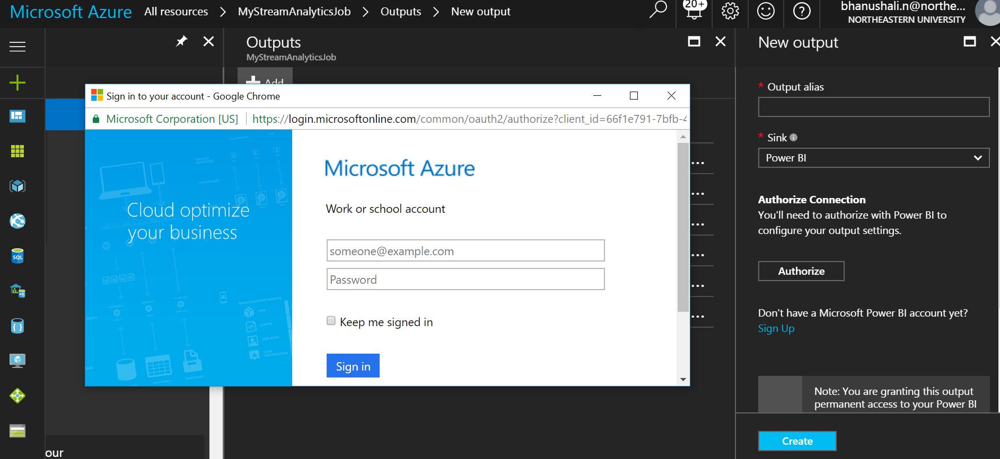 Microsoft Azure All resources > MyStreamAnalyticsJob > Outputs > New output
20+
bhanushali.n@northe...
NORTHEASTERN UNIVERSITY
Outputs
MyStreamAnalyticsJob
Add
Sign in to your account - Google Chrome
Microsoft Corporation [US] https://login.microsoftonline.com/common/oauth2/authorize?client_id=66f1e791-7bfb-4
Cloud optimize
your business
Microsoft Azure
Work or school account
someone@example.com
Password
Keep me signed in
Sign in
our
New output
* Output alias
* Sink
Power BI
Authorize Connection
You'll need to authorize with Power BI to
configure your output settings.
Authorize
Don't have a Microsoft Power BI account yet?
Sign Up
Note: You are granting this output
permanent access to your Power BI
Create